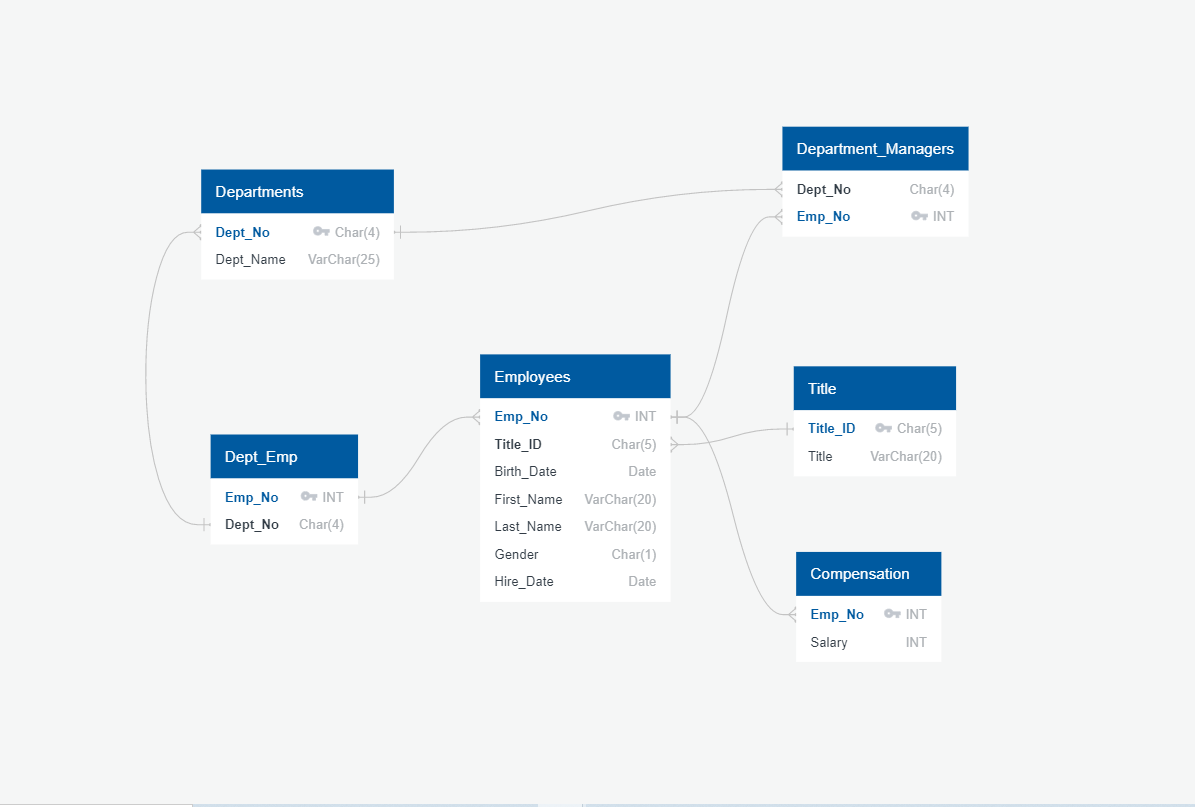 Departments
Dept_No Char(4)
Dept_Name VarChar(25)
Department_Managers
Dept_No Char(4)
Emp_No INT
Employees
Emp_No INT
Title_ID Char(5)
Birth_Date Date
First_Name VarChar(20)
Last_Name VarChar(20)
Gender Char(1)
Hire_Date Date
Title
Title_ID Char(5)
Title VarChar(20)
Dept_Emp
Emp_No INT
Dept_No Char(4)
Compensation
Emp_No INT
Salary INT